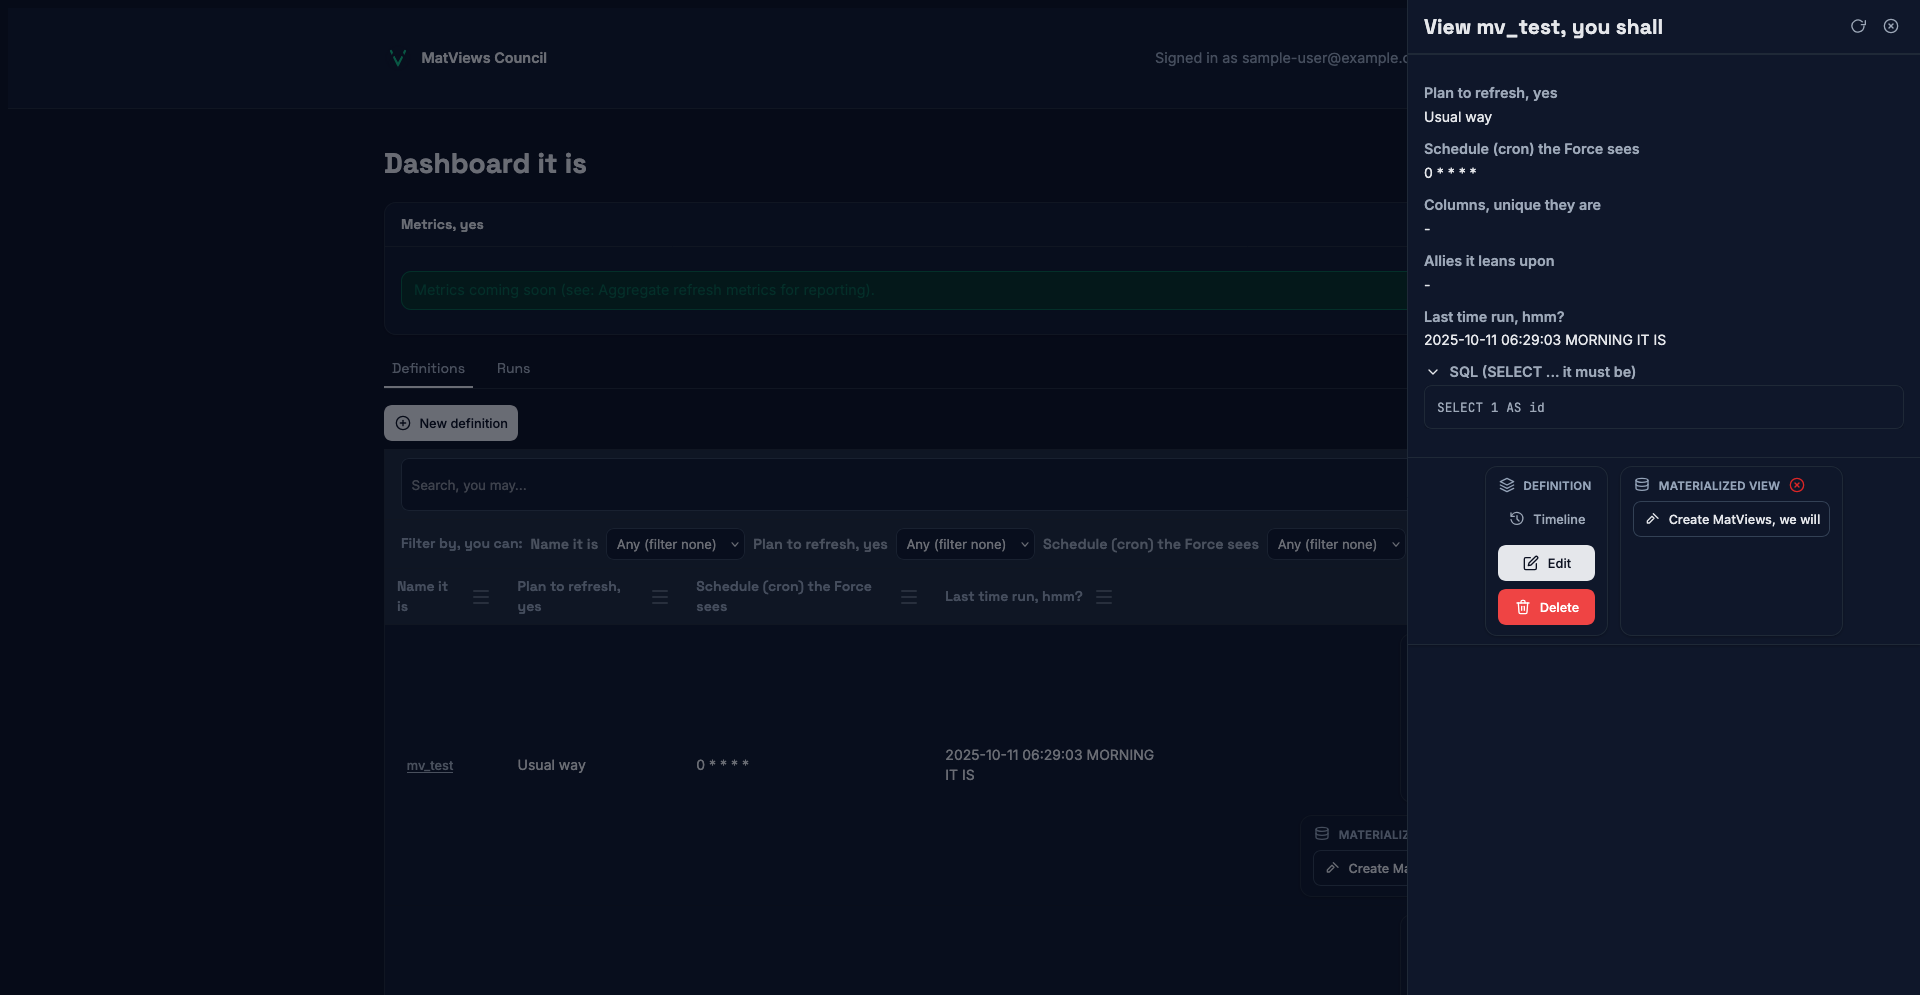 MatViews Council
Signed in as sample-user@example.c
Dashboard it is
Metrics, yes
Metrics coming soon (see: Aggregate refresh metrics for reporting).
Definitions
Runs
New definition
Search, you may...
Filter by, you can:
Name it is
Any (filter none)
Plan to refresh, yes
Any (filter none)
Schedule (cron) the Force sees
Any (filter none)
Name it
is
Plan to refresh,
yes
Schedule (cron) the Force
sees
Last time run, hmm?
mv_test
Usual way
0 * * * *
2025-10-11 06:29:03 MORNING
IT IS
MATERIALIZ
Create Ma
View mv_test, you shall
Plan to refresh, yes
Usual way
Schedule (cron) the Force sees
0 * * * *
Columns, unique they are
-
Allies it leans upon
-
Last time run, hmm?
2025-10-11 06:29:03 MORNING IT IS
SQL (SELECT ... it must be)
SELECT 1 AS id
DEFINITION
Timeline
Edit
Delete
MATERIALIZED VIEW
Create MatViews, we will